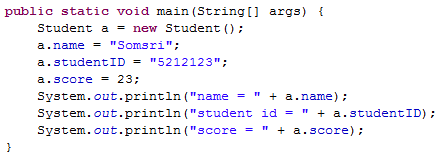 public static void main(String[] args) {
    Student a = new Student();
    a.name = "Somsri";
    a.studentID = "5212123";
    a.score = 23;
    System.out.println("name = " + a.name);
    System.out.println("student id = " + a.studentID);
    System.out.println("score = " + a.score);
}